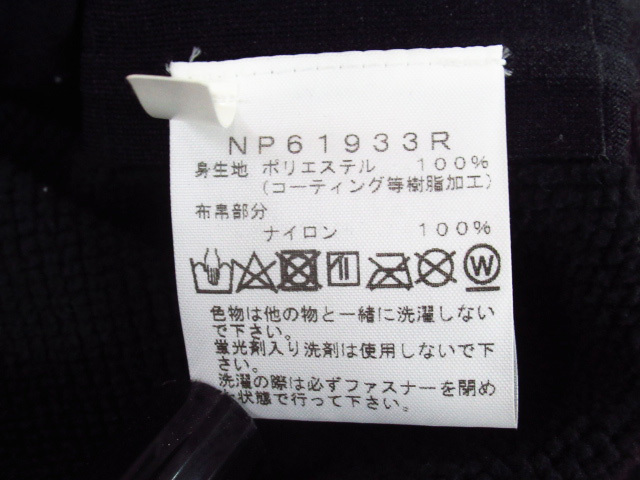 NP61933R
身生地 ポリエステル 100%
(コーティング等樹脂加工)
布帛部分
ナイロン 100%
W
色物は他の物と一緒に洗濯しない
で下さい。
蛍光剤入り洗剤は使用しないで下
さい。
洗濯の際は必ずファスナーを閉め
た状態で行って下さい。